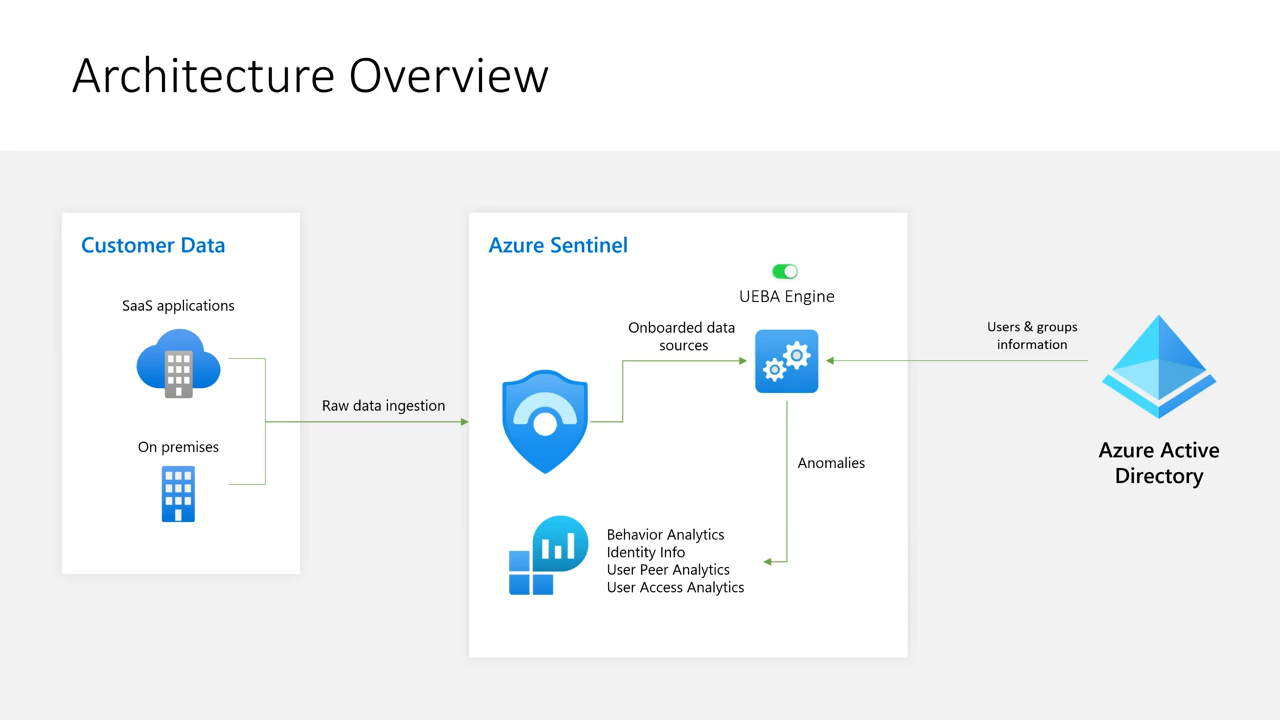 Architecture Overview
Customer Data
SaaS applications
On premises
Raw data ingestion
Azure Sentinel
UEBA Engine
Onboarded data
sources
Anomalies
Behavior Analytics
Identity Info
User Peer Analytics
User Access Analytics
Users & groups
information
Azure Active
Directory